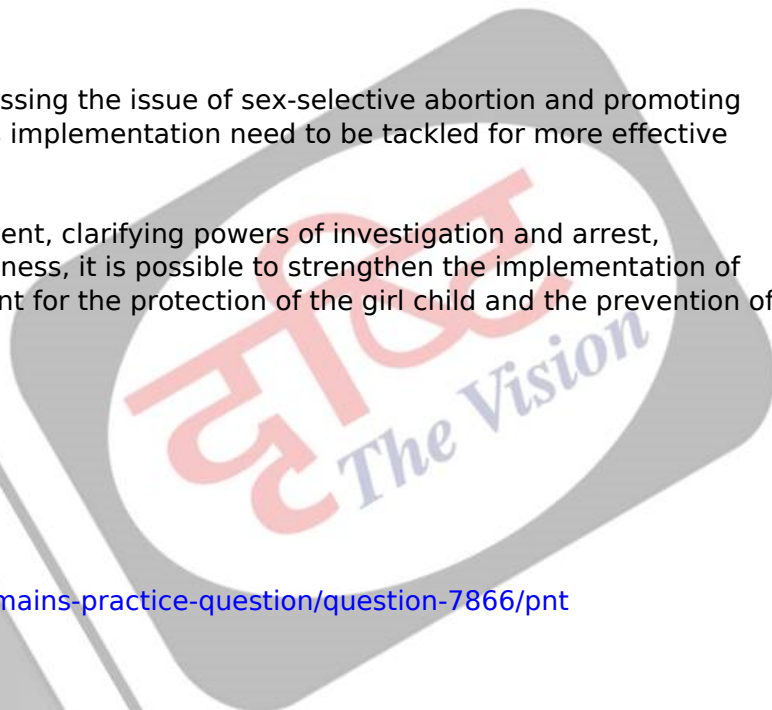 ssing the issue of sex-selective abortion and promoting
implementation need to be tackled for more effective
ent, clarifying powers of investigation and arrest,
ness, it is possible to strengthen the implementation of
nt for the protection of the girl child and the prevention of
दृष्टि
The Vision
mains-practice-question/question-7866/pnt